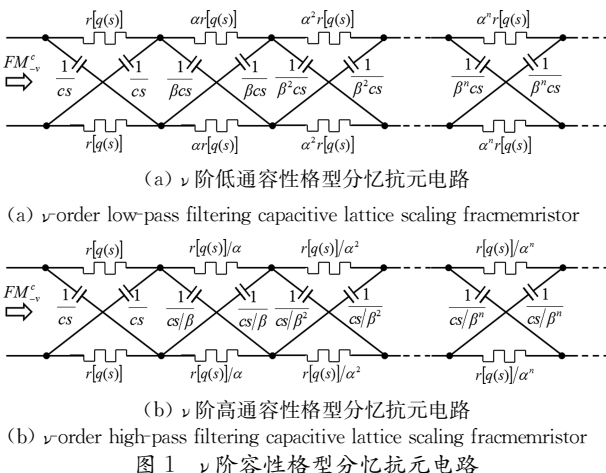 r[q(s)] αr[q(s)] α²r[q(s)] αⁿr[q(s)]
FM^c_{-v}
1/cs 1/cs 1/βcs 1/βcs 1/β²cs 1/β²cs 1/βⁿcs 1/βⁿcs
r[q(s)] αr[q(s)] α²r[q(s)] αⁿr[q(s)]
(a) ν 阶低通容性格型分忆抗元电路
(a) ν-order low-pass filtering capacitive lattice scaling fracmemristor
r[q(s)] r[q(s)]/α r[q(s)]/α² r[q(s)]/αⁿ
FM^c_{-v}
1/cs 1/cs 1/cs/β 1/cs/β 1/cs/β² 1/cs/β² 1/cs/βⁿ 1/cs/βⁿ
r[q(s)] r[q(s)]/α r[q(s)]/α² r[q(s)]/αⁿ
(b) ν 阶高通容性格型分忆抗元电路
(b) ν-order high-pass filtering capacitive lattice scaling fracmemristor
图 1 ν 阶容性格型分忆抗元电路